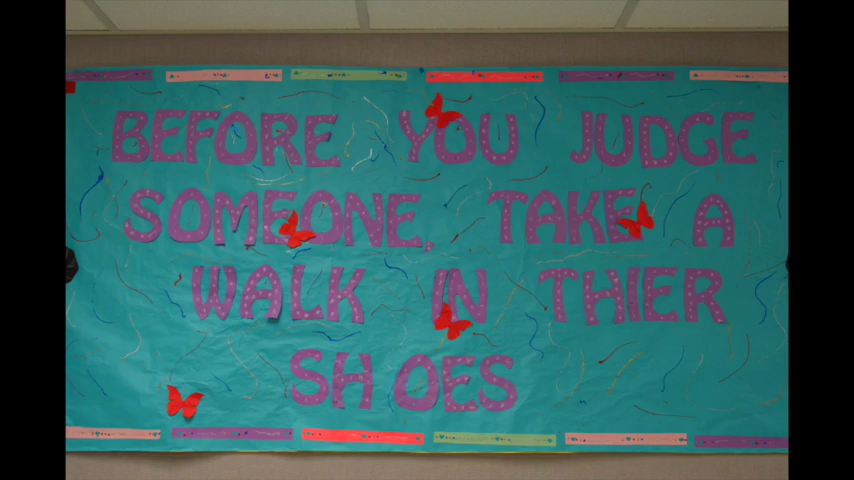 BEFORE YOU JUDGE
SOMEONE, TAKE A
WALK IN THIER
SHOES